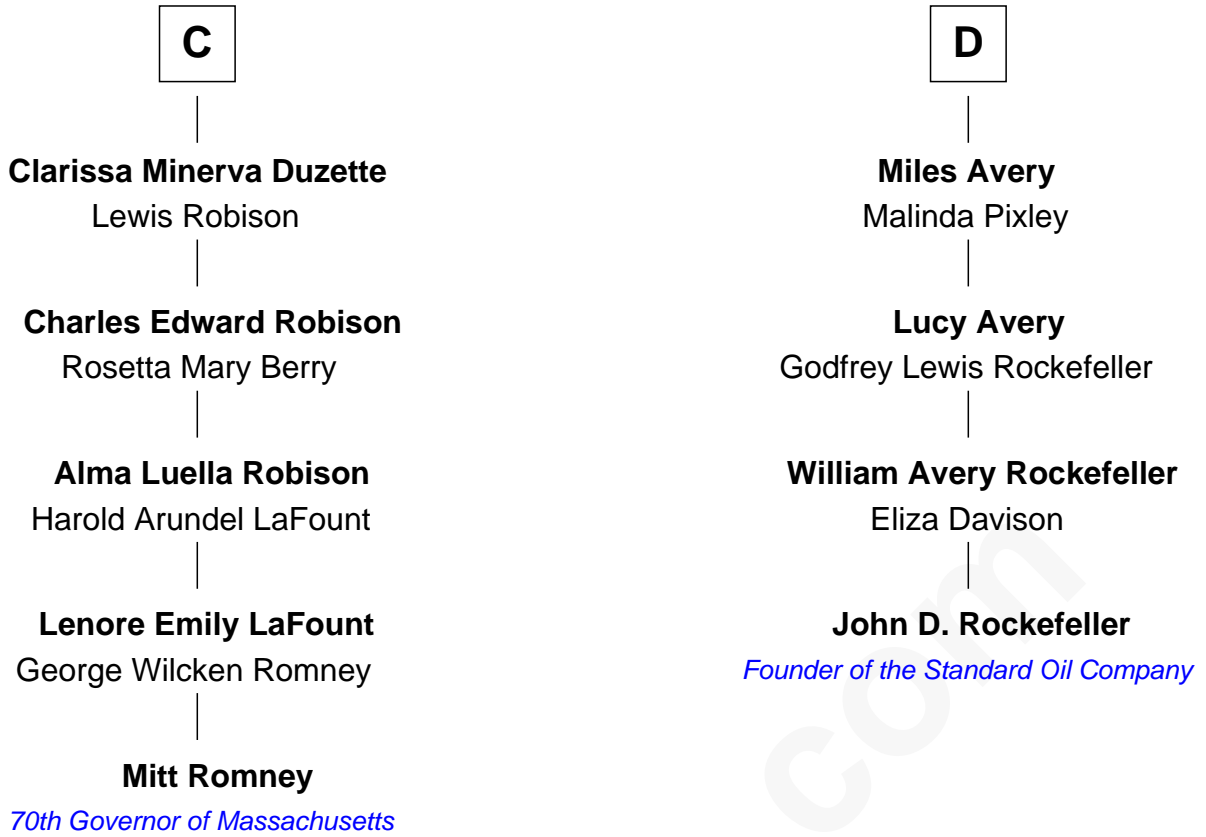 C
Clarissa Minerva Duzette
Lewis Robison
Charles Edward Robison
Rosetta Mary Berry
Alma Luella Robison
Harold Arundel LaFount
Lenore Emily LaFount
George Wilcken Romney
Mitt Romney
70th Governor of Massachusetts
D
Miles Avery
Malinda Pixley
Lucy Avery
Godfrey Lewis Rockefeller
William Avery Rockefeller
Eliza Davison
John D. Rockefeller
Founder of the Standard Oil Company
com